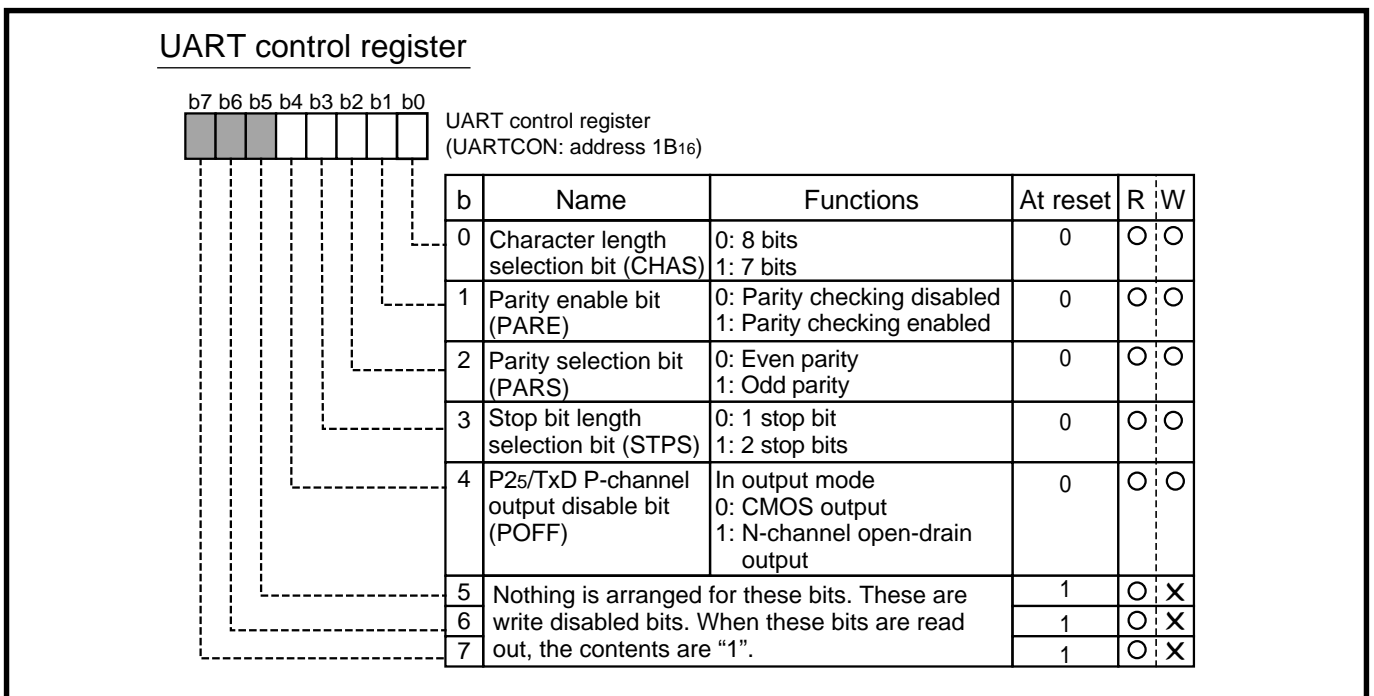 UART control register
b7 b6 b5 b4 b3 b2 b1 b0
UART control register
(UARTCON: address 1B16)
b Name Functions At reset R W
0 Character length selection bit (CHAS) 0: 8 bits 1: 7 bits 0 O O
1 Parity enable bit (PARE) 0: Parity checking disabled 1: Parity checking enabled 0 O O
2 Parity selection bit (PARS) 0: Even parity 1: Odd parity 0 O O
3 Stop bit length selection bit (STPS) 0: 1 stop bit 1: 2 stop bits 0 O O
4 P25/TxD P-channel output disable bit (POFF) In output mode 0: CMOS output 1: N-channel open-drain output 0 O O
5 Nothing is arranged for these bits. These are 1 O X
6 write disabled bits. When these bits are read 1 O X
7 out, the contents are “1”. 1 O X